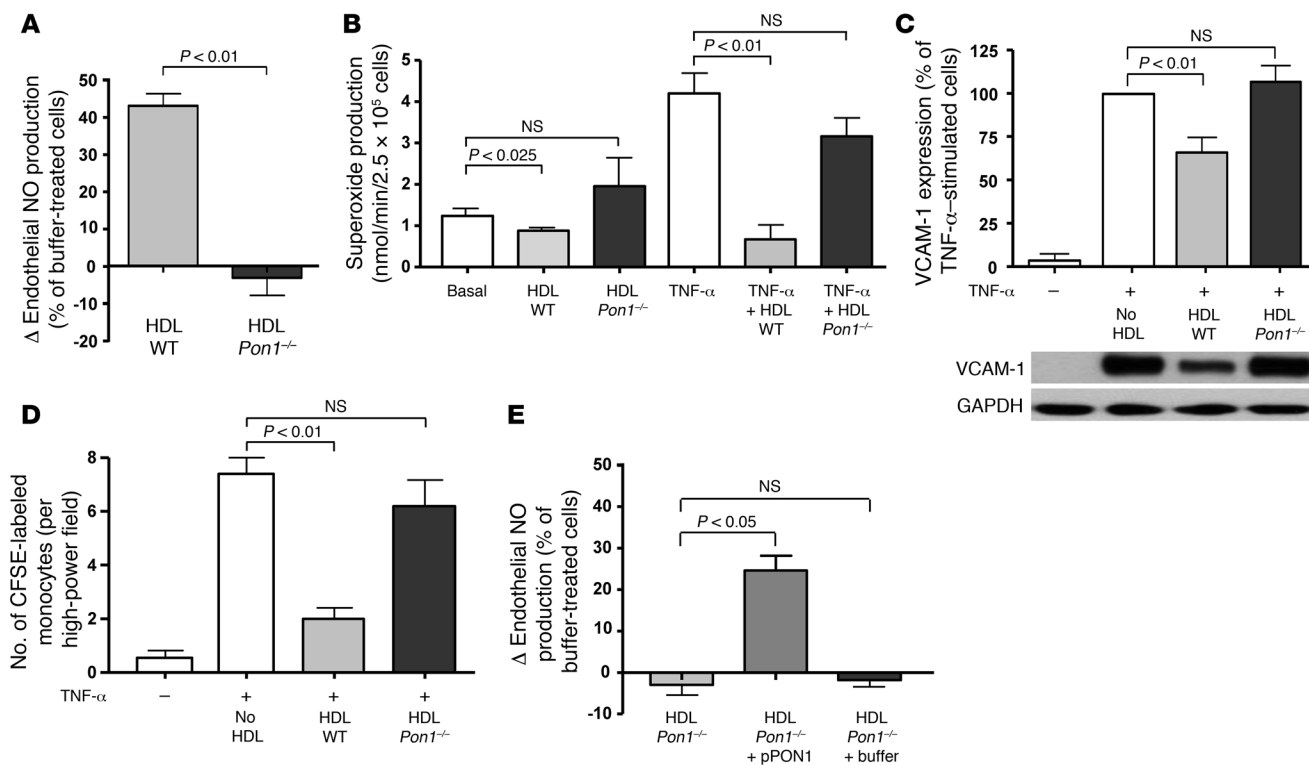 A
Δ Endothelial NO production
(% of buffer-treated cells)
50
40
30
20
10
0
-10
-20
P < 0.01
HDL
WT
HDL
Pon1–/–
B
Superoxide production
(nmol/min/2.5 × 10⁵ cells)
5
4
3
2
1
0
NS
P < 0.01
NS
P < 0.025
Basal
HDL
WT
HDL
Pon1–/–
TNF-α
TNF-α
+ HDL
WT
TNF-α
+ HDL
Pon1–/–
C
VCAM-1 expression (% of
TNF-α–stimulated cells)
125
100
75
50
25
0
NS
P < 0.01
TNF-α – + + +
No
HDL
HDL
WT
HDL
Pon1–/–
VCAM-1
GAPDH
D
No. of CFSE-labeled
monocytes (per
high-power field)
8
6
4
2
0
NS
P < 0.01
TNF-α – + + +
No
HDL
HDL
WT
HDL
Pon1–/–
E
Δ Endothelial NO
production (% of
buffer-treated cells)
50
40
30
20
10
0
-10
NS
P < 0.05
HDL
Pon1–/–
HDL
Pon1–/–
+ pPON1
HDL
Pon1–/–
+ buffer